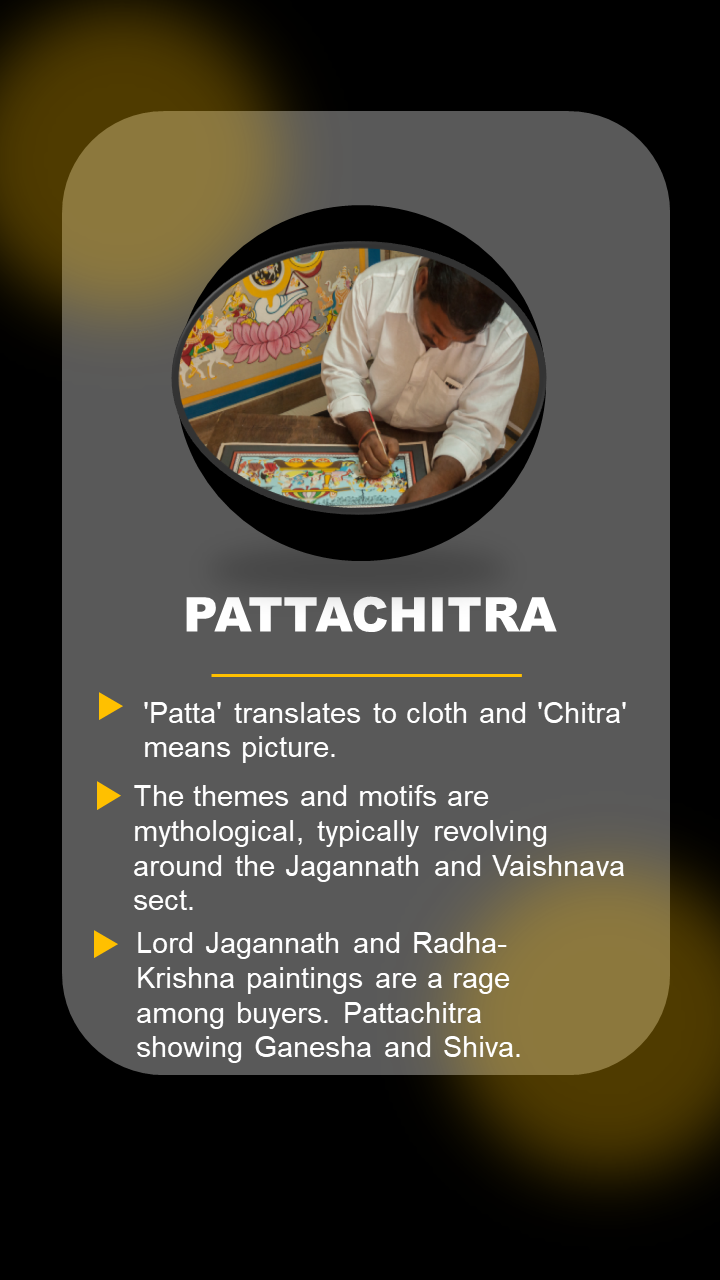 PATTACHITRA
'Patta' translates to cloth and 'Chitra'
means picture.
The themes and motifs are
mythological, typically revolving
around the Jagannath and Vaishnava
sect.
Lord Jagannath and Radha-
Krishna paintings are a rage
among buyers. Pattachitra
showing Ganesha and Shiva.